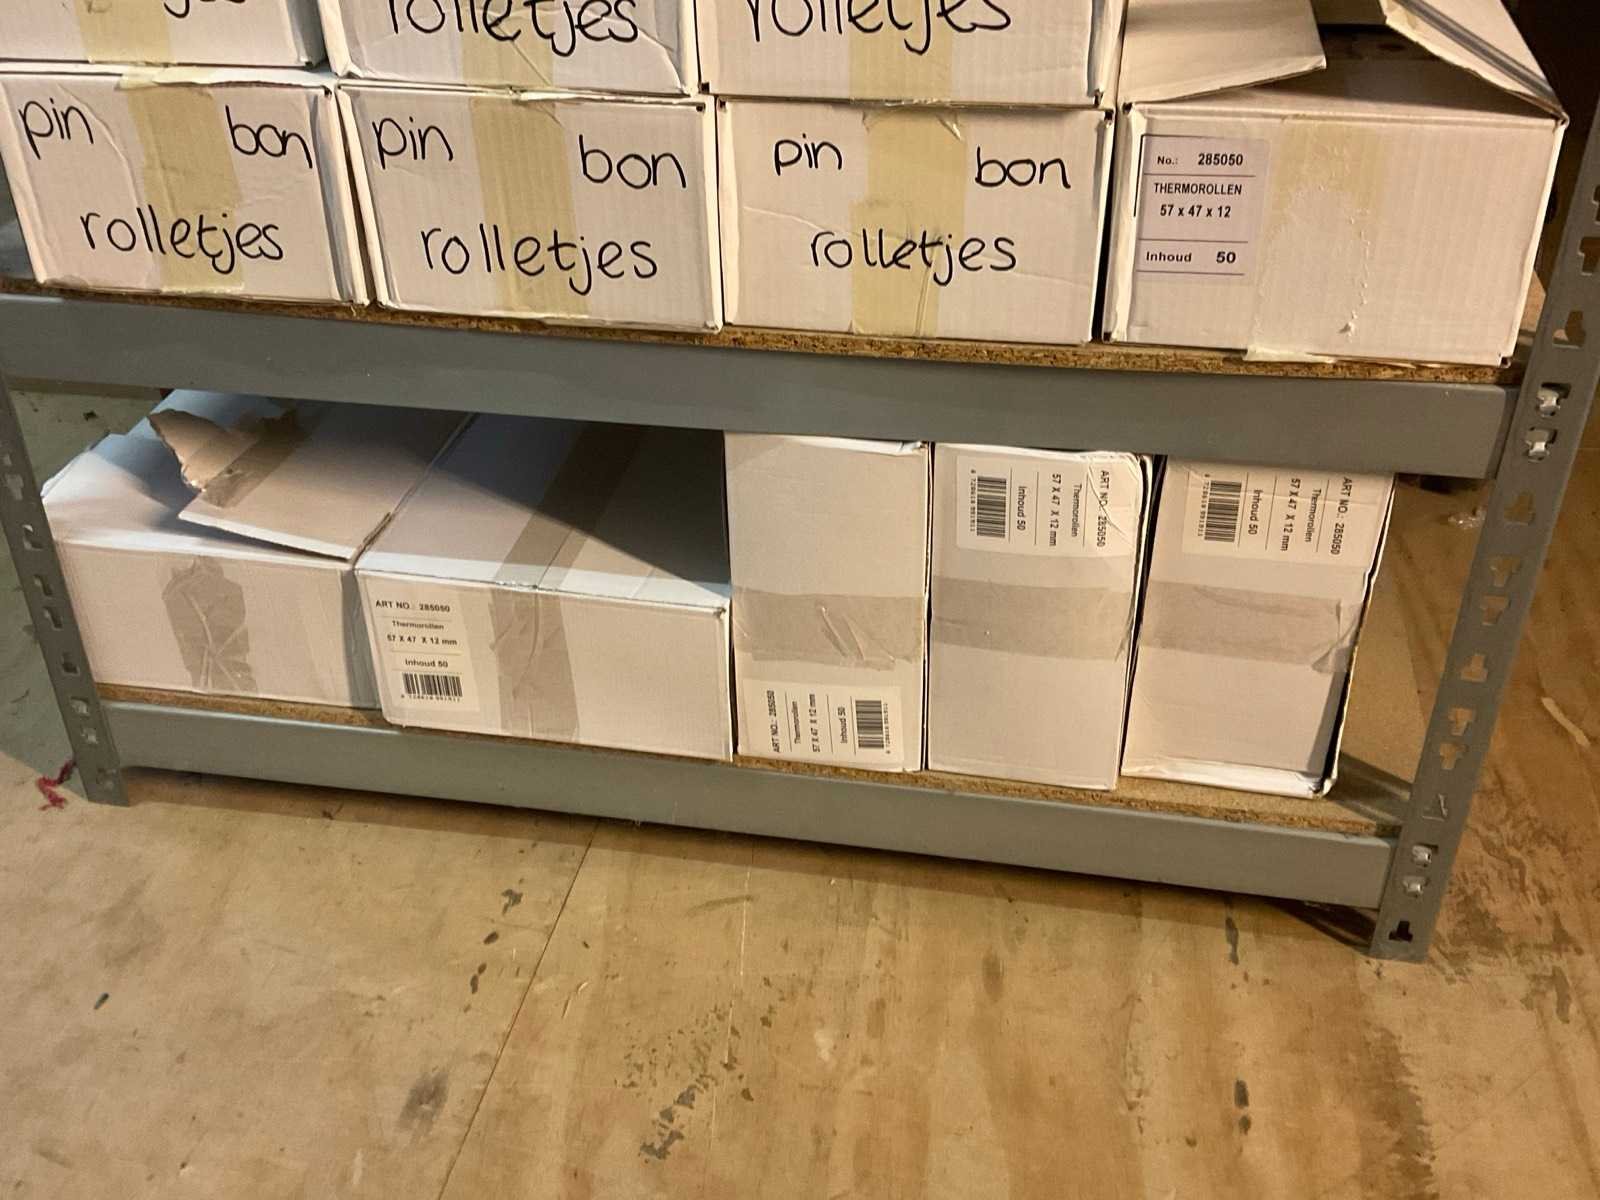 rolletjes
rolletjes
pin bon
rolletjes
pin bon
rolletjes
pin bon
rolletjes
No.: 285050
THERMOROLLEN
57 x 47 x 12
Inhoud 50
ART NO.: 285050
Thermorollen
57 X 47 X 12 mm
Inhoud 50
ART NO.: 285050
Thermorollen
57 X 47 X 12 mm
Inhoud 50
ART NO.: 285050
Thermorollen
57 X 47 X 12 mm
Inhoud 50
ART NO.: 285050
Thermorollen
57 X 47 X 12 mm
Inhoud 50